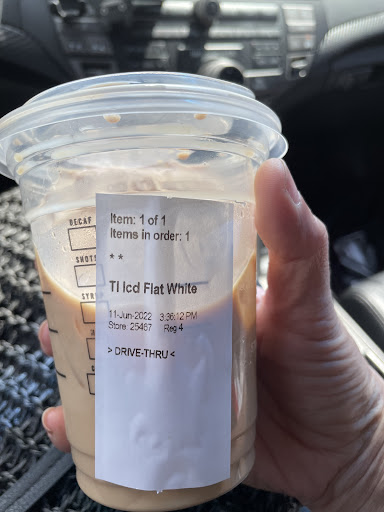 DECAF
SHOTS
Item: 1 of 1
Items in order: 1
* *
Tl Icd Flat White
11-Jun-2022 3:36:12 PM
Store: 25467 Reg 4
> DRIVE-THRU <